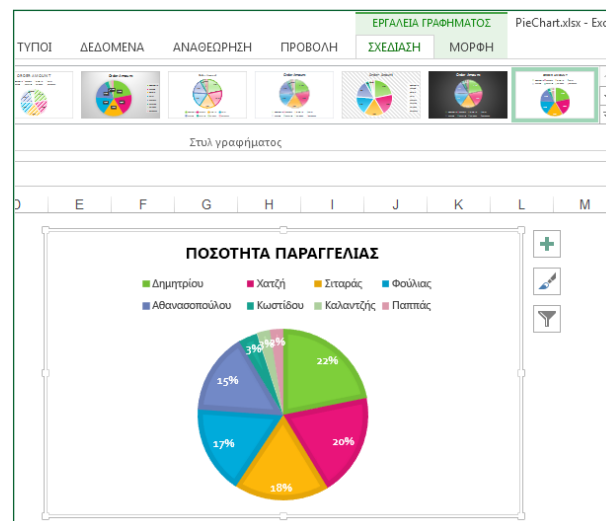 ΕΡΓΑΛΕΙΑ ΓΡΑΦΗΜΑΤΟΣ PieChart.xlsx - Exc
ΤΥΠΟΙ ΔΕΔΟΜΕΝΑ ΑΝΑΘΕΩΡΗΣΗ ΠΡΟΒΟΛΗ ΣΧΕΔΙΑΣΗ ΜΟΡΦΗ
Στυλ γραφήματος
D E F G H I J K L M
ΠΟΣΟΤΗΤΑ ΠΑΡΑΓΓΕΛΙΑΣ
Δημητρίου Χατζή Σιταράς Φούλιας
Αθανασοπούλου Κωστίδου Καλαντζής Παππάς
3% 3%
22%
15%
20%
17%
18%